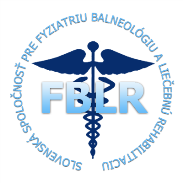 SLOVENSKÁ SPOLOČNOSŤ PRE FYZIATRIU BALNEOLÓGIU A LIEČEBNÚ REHABILITÁCIU
FBLR